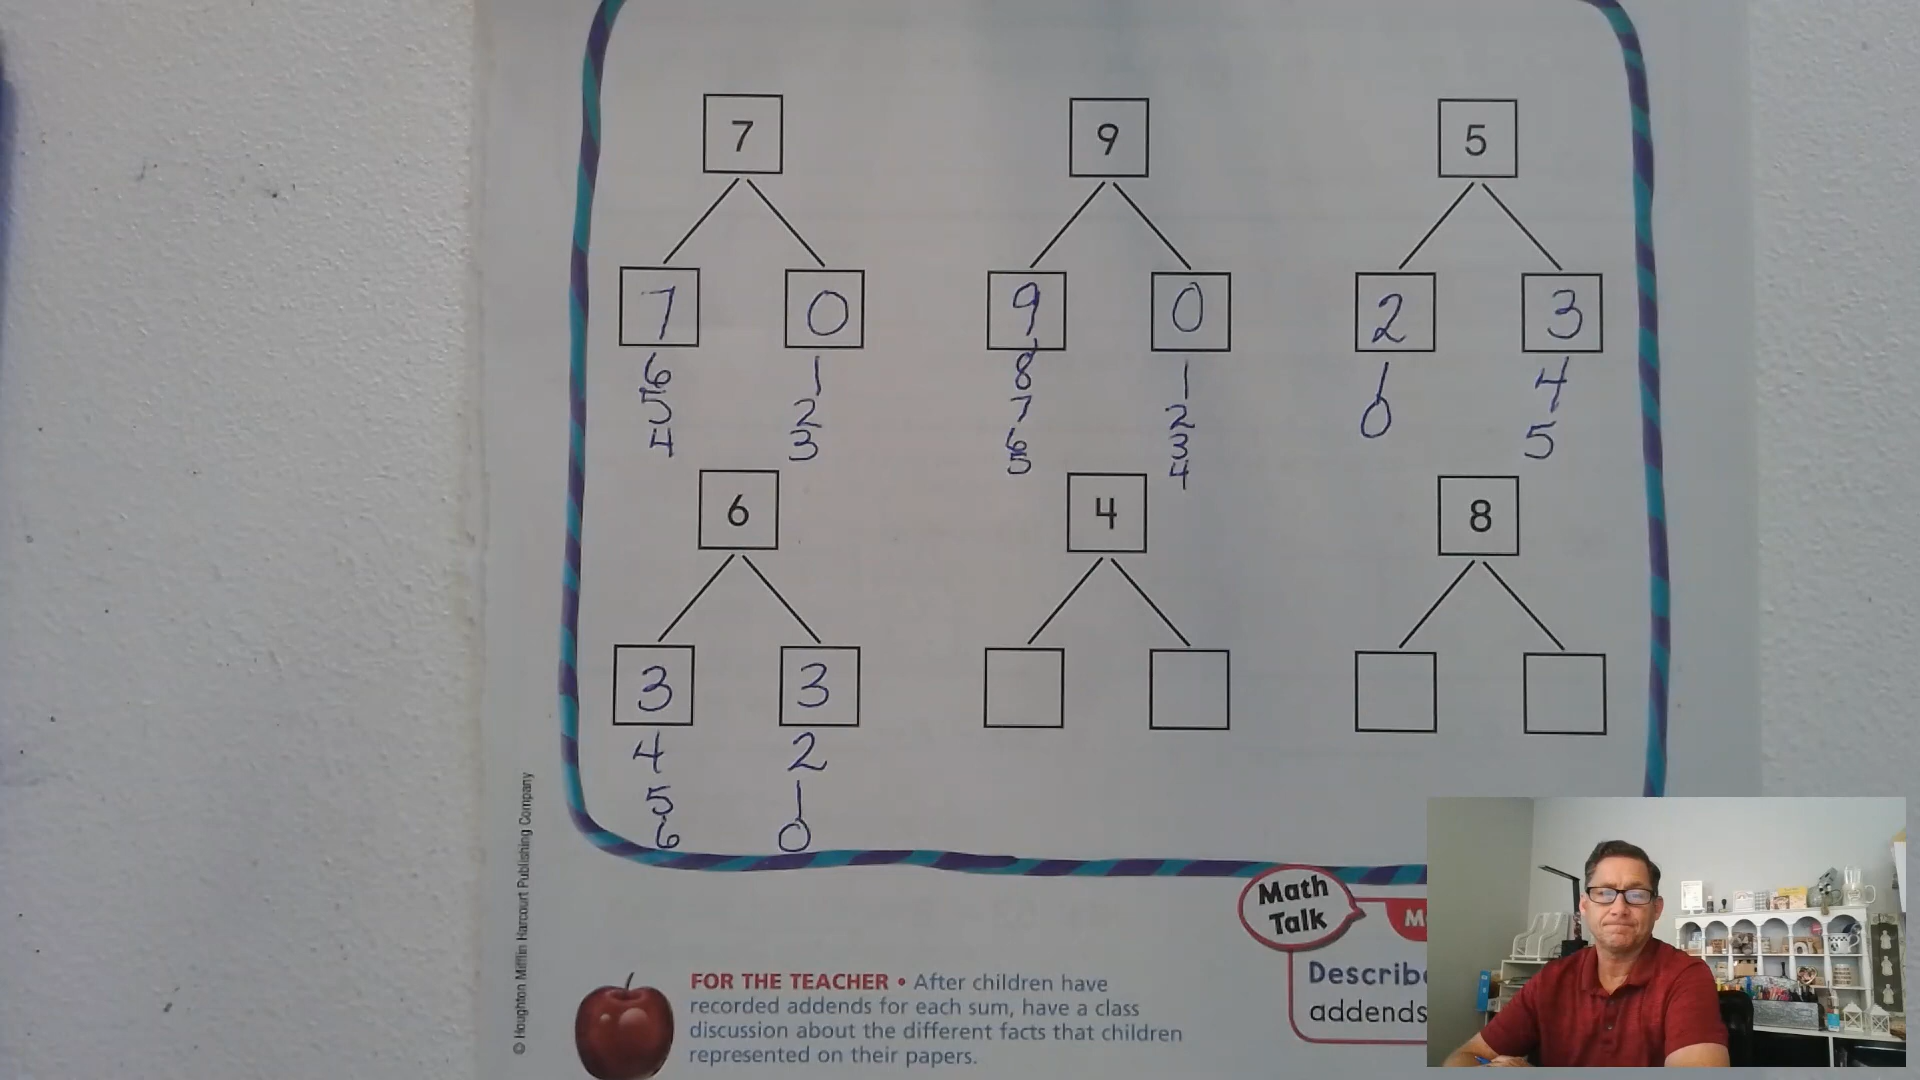 7 9 5
7 0 9 0 2 3
6 1 8 1 1 4
5 2 7 2 0 5
4 3 6 3
5 4
6 4 8
3 3
4 2
5 1
6 0
© Houghton Mifflin Harcourt Publishing Company
Math
Talk
FOR THE TEACHER • After children have
recorded addends for each sum, have a class
discussion about the different facts that children
represented on their papers.
Describe
addends